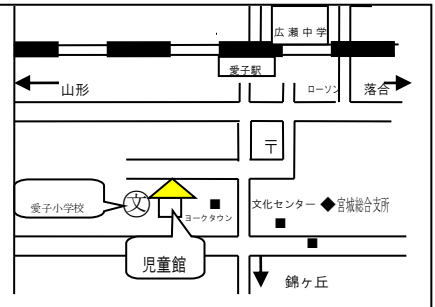 広瀬中学
愛子駅
山形
ローソン
落合
〒
文
愛子小学校
ヨークタウン
文化センター
宮城総合支所
児童館
錦ヶ丘